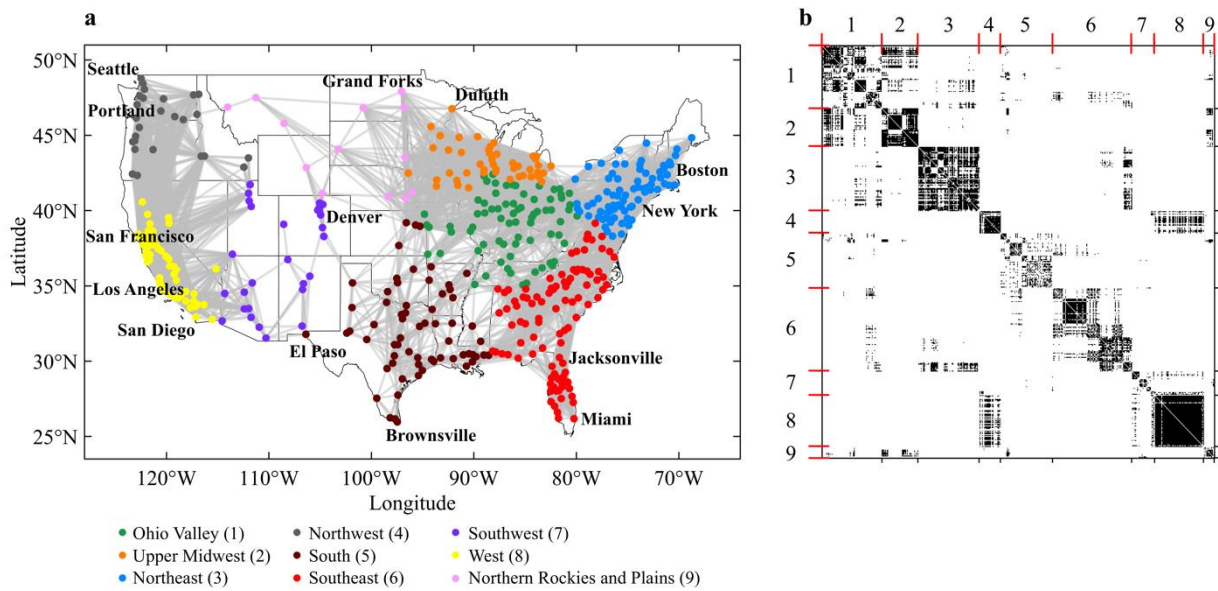 a
50°N
45°N
40°N
35°N
30°N
25°N
Latitude
Seattle
Portland
Grand Forks
Duluth
Boston
New York
Denver
San Francisco
Los Angeles
San Diego
El Paso
Jacksonville
Miami
Brownsville
120°W 110°W 100°W 90°W 80°W 70°W
Longitude
Ohio Valley (1) Northwest (4) Southwest (7)
Upper Midwest (2) South (5) West (8)
Northeast (3) Southeast (6) Northern Rockies and Plains (9)
b
1 2 3 4 5 6 7 8 9
1
2
3
4
5
6
7
8
9